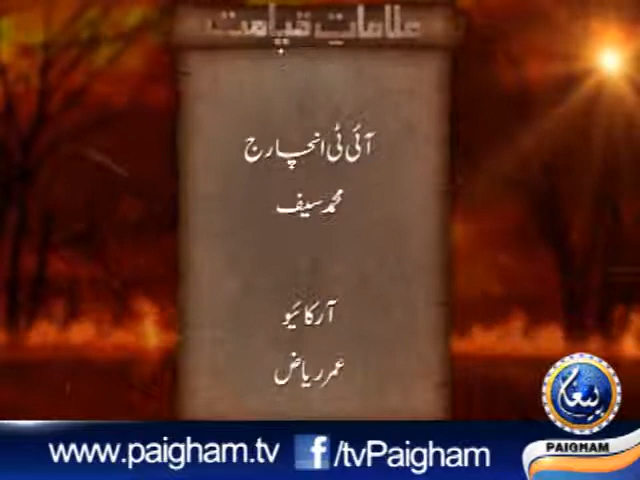 علامات قیامت
آئی ٹی انچارج
محمد سیف
آرکائیو
عمر ریاض
پیغام
PAIGHAM
www.paigham.tv f/tvPaigham